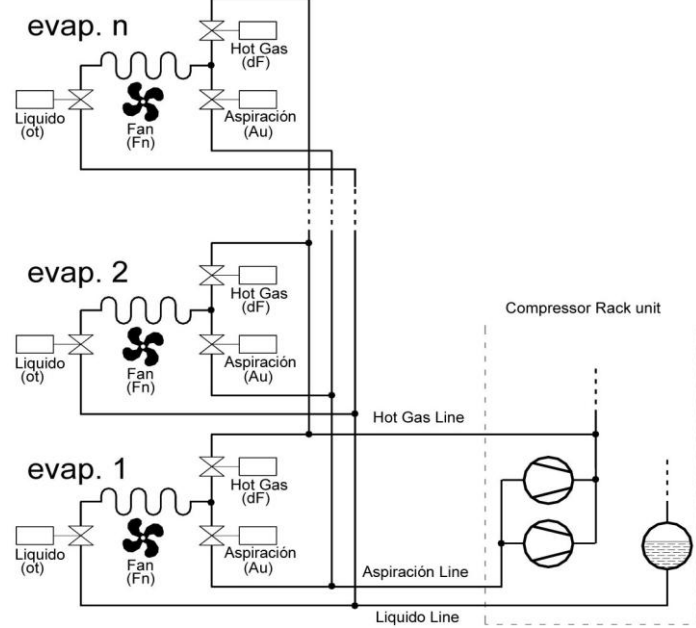 evap. n
Hot Gas
(dF)
Liquido
(ot)
Fan
(Fn)
Aspiración
(Au)
evap. 2
Hot Gas
(dF)
Liquido
(ot)
Fan
(Fn)
Aspiración
(Au)
Compressor Rack unit
Hot Gas Line
evap. 1
Hot Gas
(dF)
Liquido
(ot)
Fan
(Fn)
Aspiración
(Au)
Aspiración Line
Liquido Line